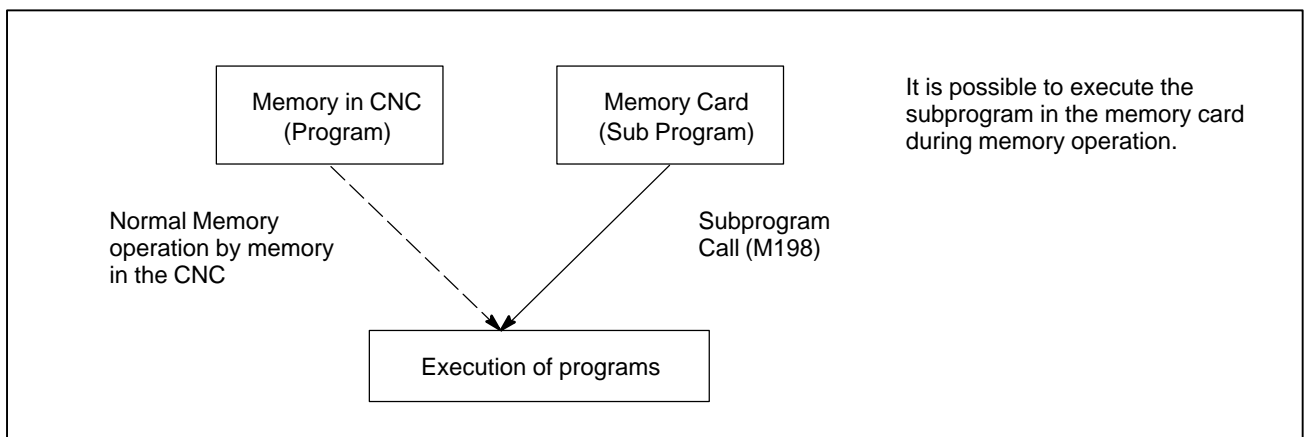 Memory in CNC
(Program)
Memory Card
(Sub Program)
It is possible to execute the
subprogram in the memory card
during memory operation.
Normal Memory
operation by memory
in the CNC
Subprogram
Call (M198)
Execution of programs